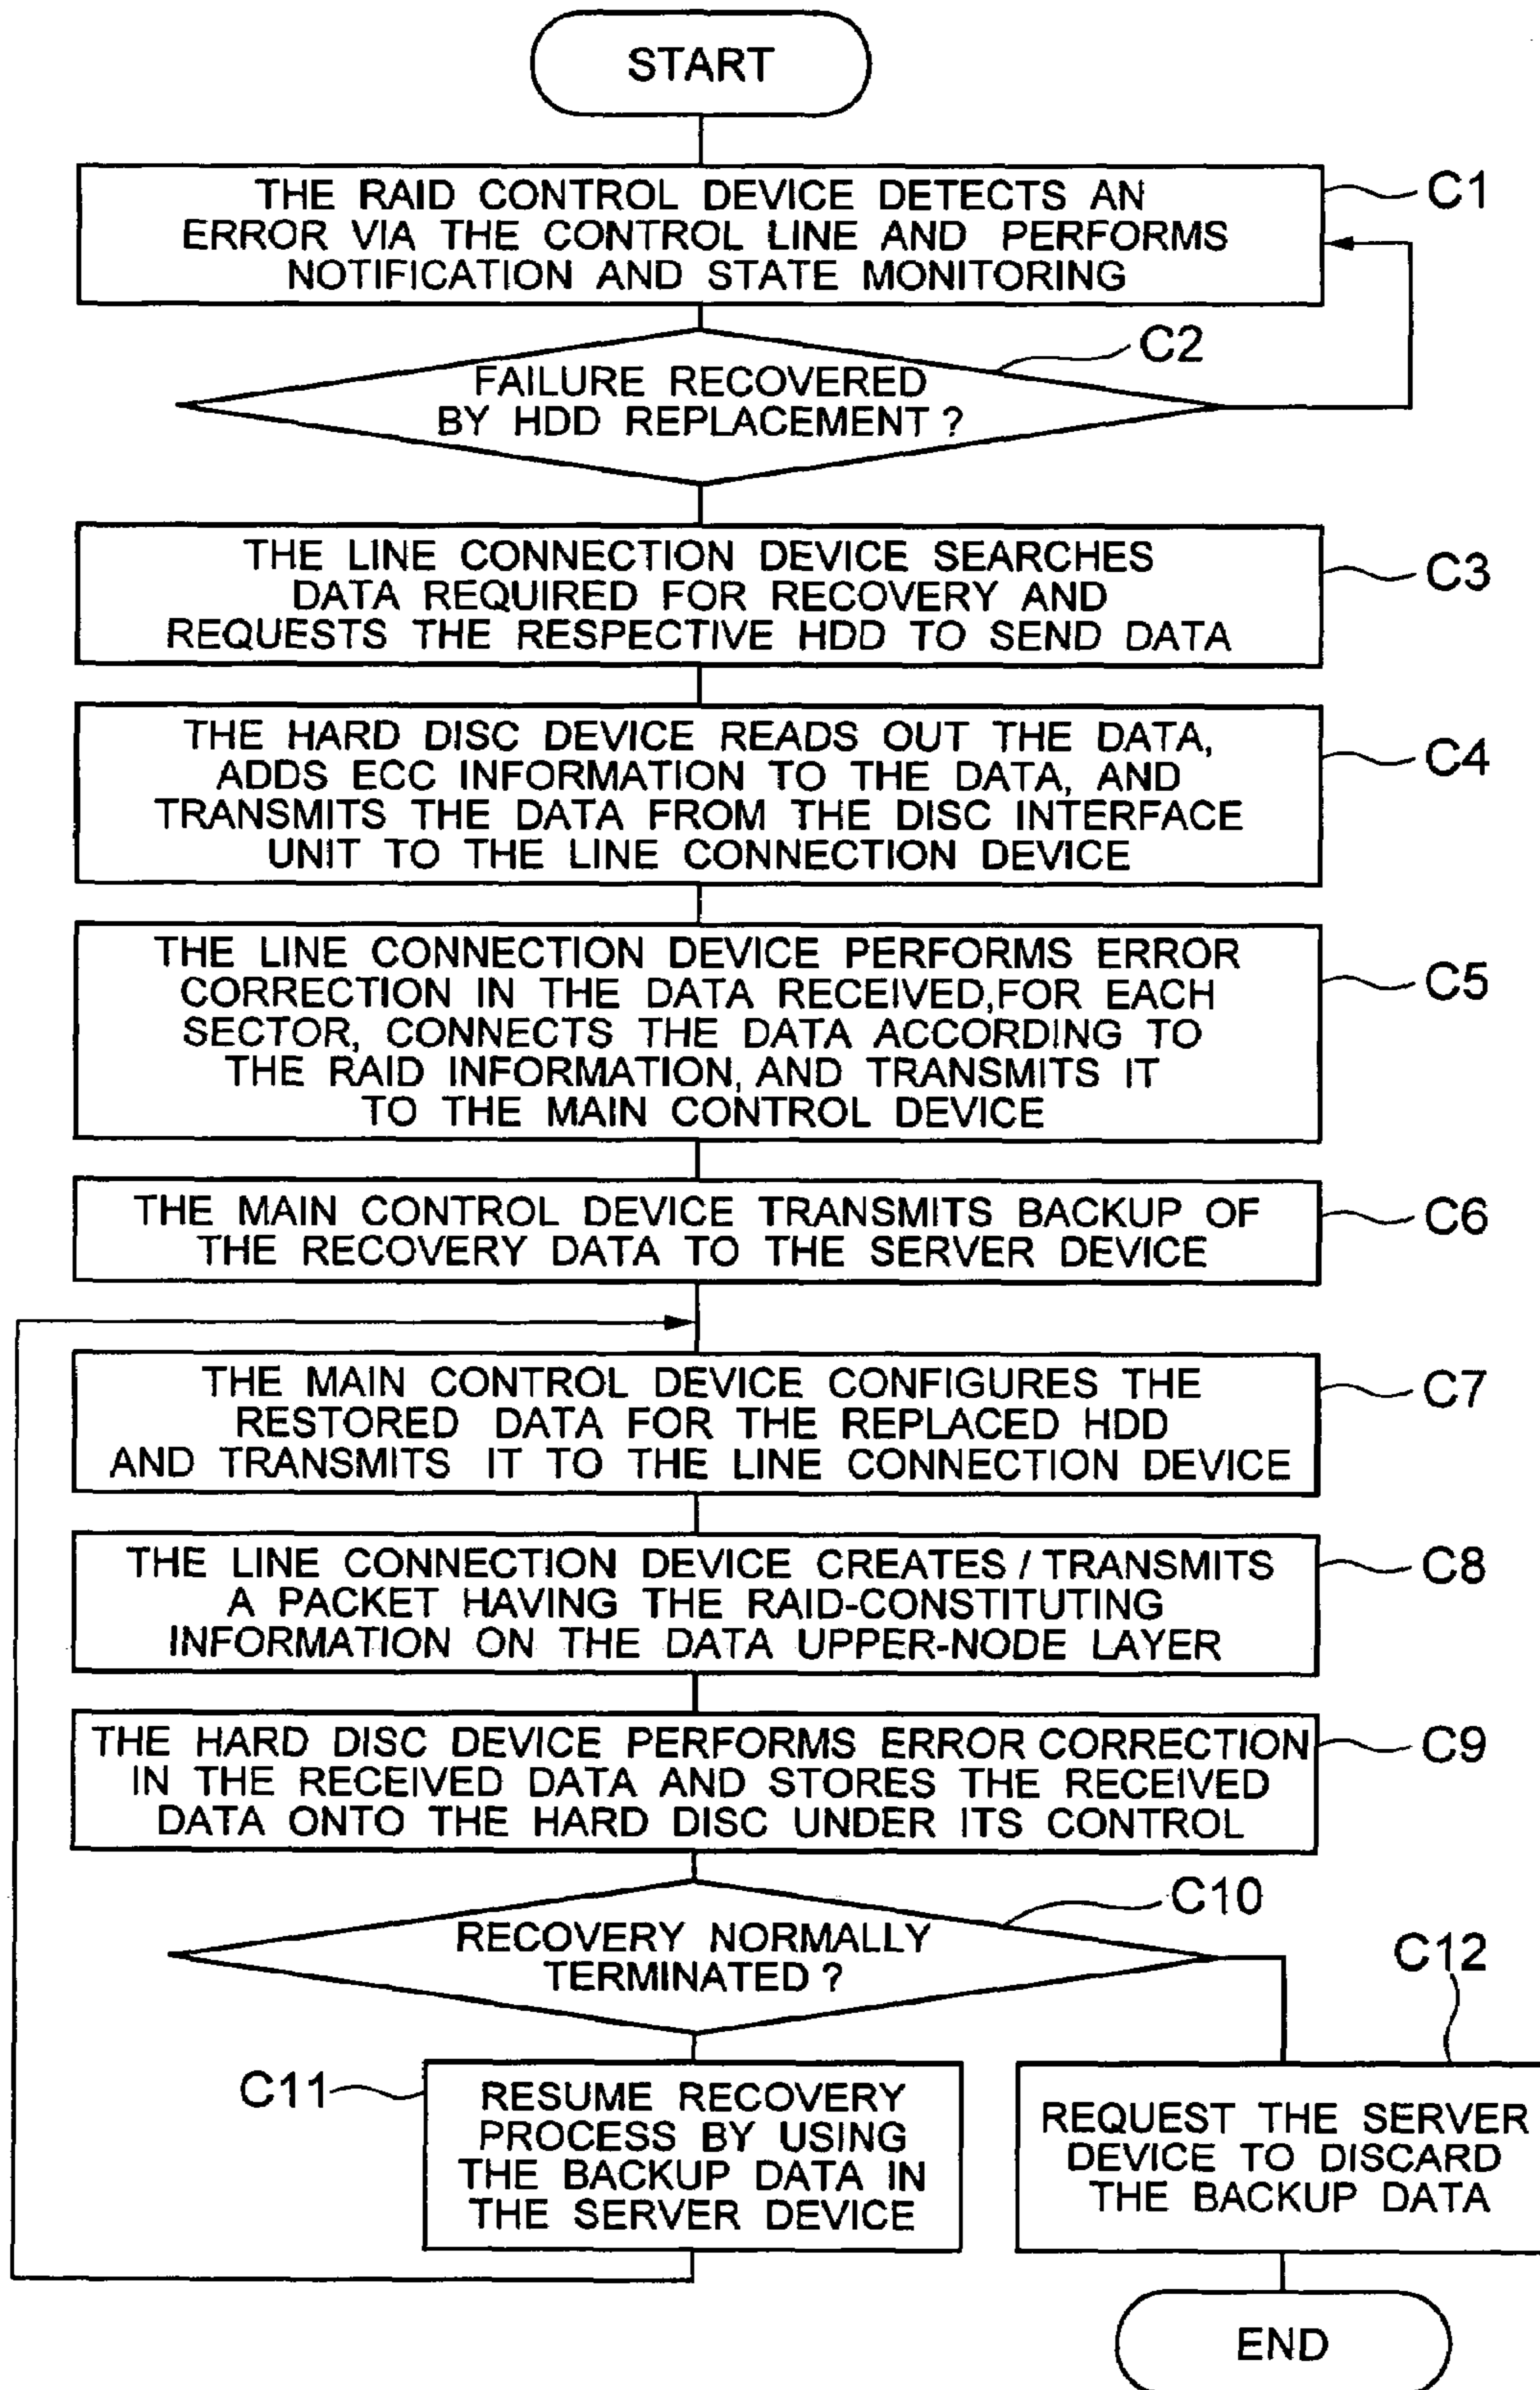 START
THE RAID CONTROL DEVICE DETECTS AN
ERROR VIA THE CONTROL LINE AND PERFORMS
NOTIFICATION AND STATE MONITORING
C1
C2
FAILURE RECOVERED
BY HDD REPLACEMENT ?
THE LINE CONNECTION DEVICE SEARCHES
DATA REQUIRED FOR RECOVERY AND
REQUESTS THE RESPECTIVE HDD TO SEND DATA
C3
THE HARD DISC DEVICE READS OUT THE DATA,
ADDS ECC INFORMATION TO THE DATA, AND
TRANSMITS THE DATA FROM THE DISC INTERFACE
UNIT TO THE LINE CONNECTION DEVICE
C4
THE LINE CONNECTION DEVICE PERFORMS ERROR
CORRECTION IN THE DATA RECEIVED,FOR EACH
SECTOR, CONNECTS THE DATA ACCORDING TO
THE RAID INFORMATION, AND TRANSMITS IT
TO THE MAIN CONTROL DEVICE
C5
THE MAIN CONTROL DEVICE TRANSMITS BACKUP OF
THE RECOVERY DATA TO THE SERVER DEVICE
C6
THE MAIN CONTROL DEVICE CONFIGURES THE
RESTORED DATA FOR THE REPLACED HDD
AND TRANSMITS IT TO THE LINE CONNECTION DEVICE
C7
THE LINE CONNECTION DEVICE CREATES / TRANSMITS
A PACKET HAVING THE RAID-CONSTITUTING
INFORMATION ON THE DATA UPPER-NODE LAYER
C8
THE HARD DISC DEVICE PERFORMS ERROR CORRECTION
IN THE RECEIVED DATA AND STORES THE RECEIVED
DATA ONTO THE HARD DISC UNDER ITS CONTROL
C9
C10
RECOVERY NORMALLY
TERMINATED ?
C12
C11
RESUME RECOVERY
PROCESS BY USING
THE BACKUP DATA IN
THE SERVER DEVICE
REQUEST THE SERVER
DEVICE TO DISCARD
THE BACKUP DATA
END